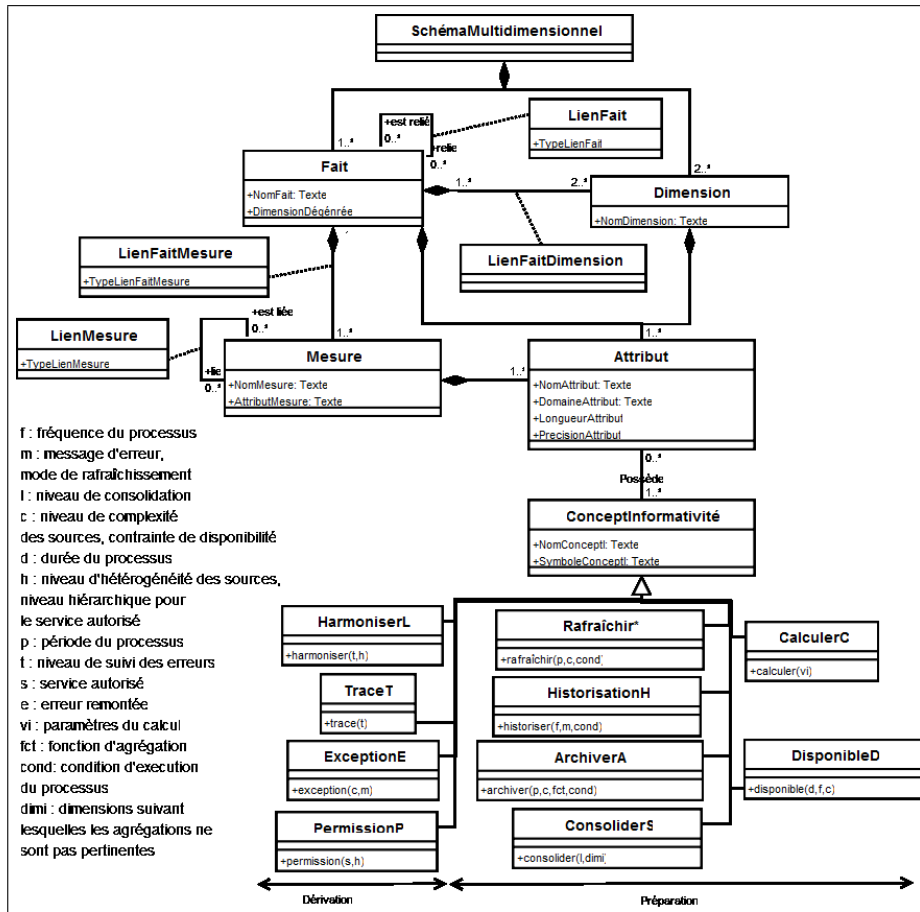 SchémaMultidimensionnel
+est relié
0..*
+relie
0..*
LienFait
+TypeLienFait
1..*
2..*
Fait
+NomFait: Texte
+DimensionDégénrée
1..*
2..*
Dimension
+NomDimension: Texte
LienFaitMesure
+TypeLienFaitMesure
LienFaitDimension
LienMesure
+TypeLienMesure
+est liée
0..*
+lie
0..*
1..*
Mesure
+NomMesure: Texte
+AttributMesure: Texte
1..*
1..*
Attribut
+NomAttribut: Texte
+DomaineAttribut: Texte
+LongueurAttribut
+PrecisionAttribut
0..*
Possède
1..*
ConceptInformativité
+NomConceptI: Texte
+SymboleConceptI: Texte
f : fréquence du processus
m : message d'erreur,
mode de rafraîchissement
l : niveau de consolidation
c : niveau de complexité
des sources, contrainte de disponibilité
d : durée du processus
h : niveau d'hétérogénéité des sources,
niveau hiérarchique pour
le service autorisé
p : période du processus
t : niveau de suivi des erreurs
s : service autorisé
e : erreur remontée
vi : paramètres du calcul
fct : fonction d'agrégation
cond: condition d'execution
du processus
dimi : dimensions suivant
lesquelles les agrégations ne
sont pas pertinentes
HarmoniserL
+harmoniser(t,h)
TraceT
+trace(t)
ExceptionE
+exception(c,m)
PermissionP
+permission(s,h)
Rafraîchir*
+rafraîchir(p,c,cond)
HistorisationH
+historiser(f,m,cond)
ArchiverA
+archiver(p,c,fct,cond)
ConsoliderS
+consolider(l,dimi)
CalculerC
+calculer(vi)
DisponibleD
+disponible(d,f,c)
Dérivation
Préparation